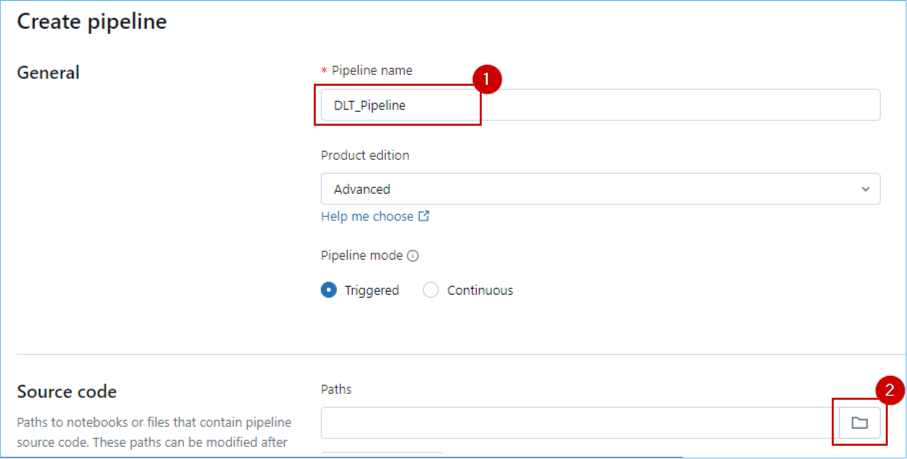 Create pipeline
General
* Pipeline name
1
DLT_Pipeline
Product edition
Advanced
Help me choose
Pipeline mode
Triggered
Continuous
Source code
Paths
2
Paths to notebooks or files that contain pipeline
source code. These paths can be modified after